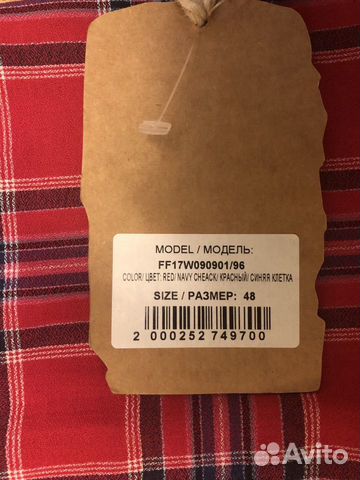 MODEL / МОДЕЛЬ:
FF17W090901/96
COLOR/ ЦВЕТ: RED/ NAVY CHEACK/ КРАСНЫЙ/ СИНЯЯ КЛЕТКА
SIZE / РАЗМЕР: 48
2 000252 749700
Avito